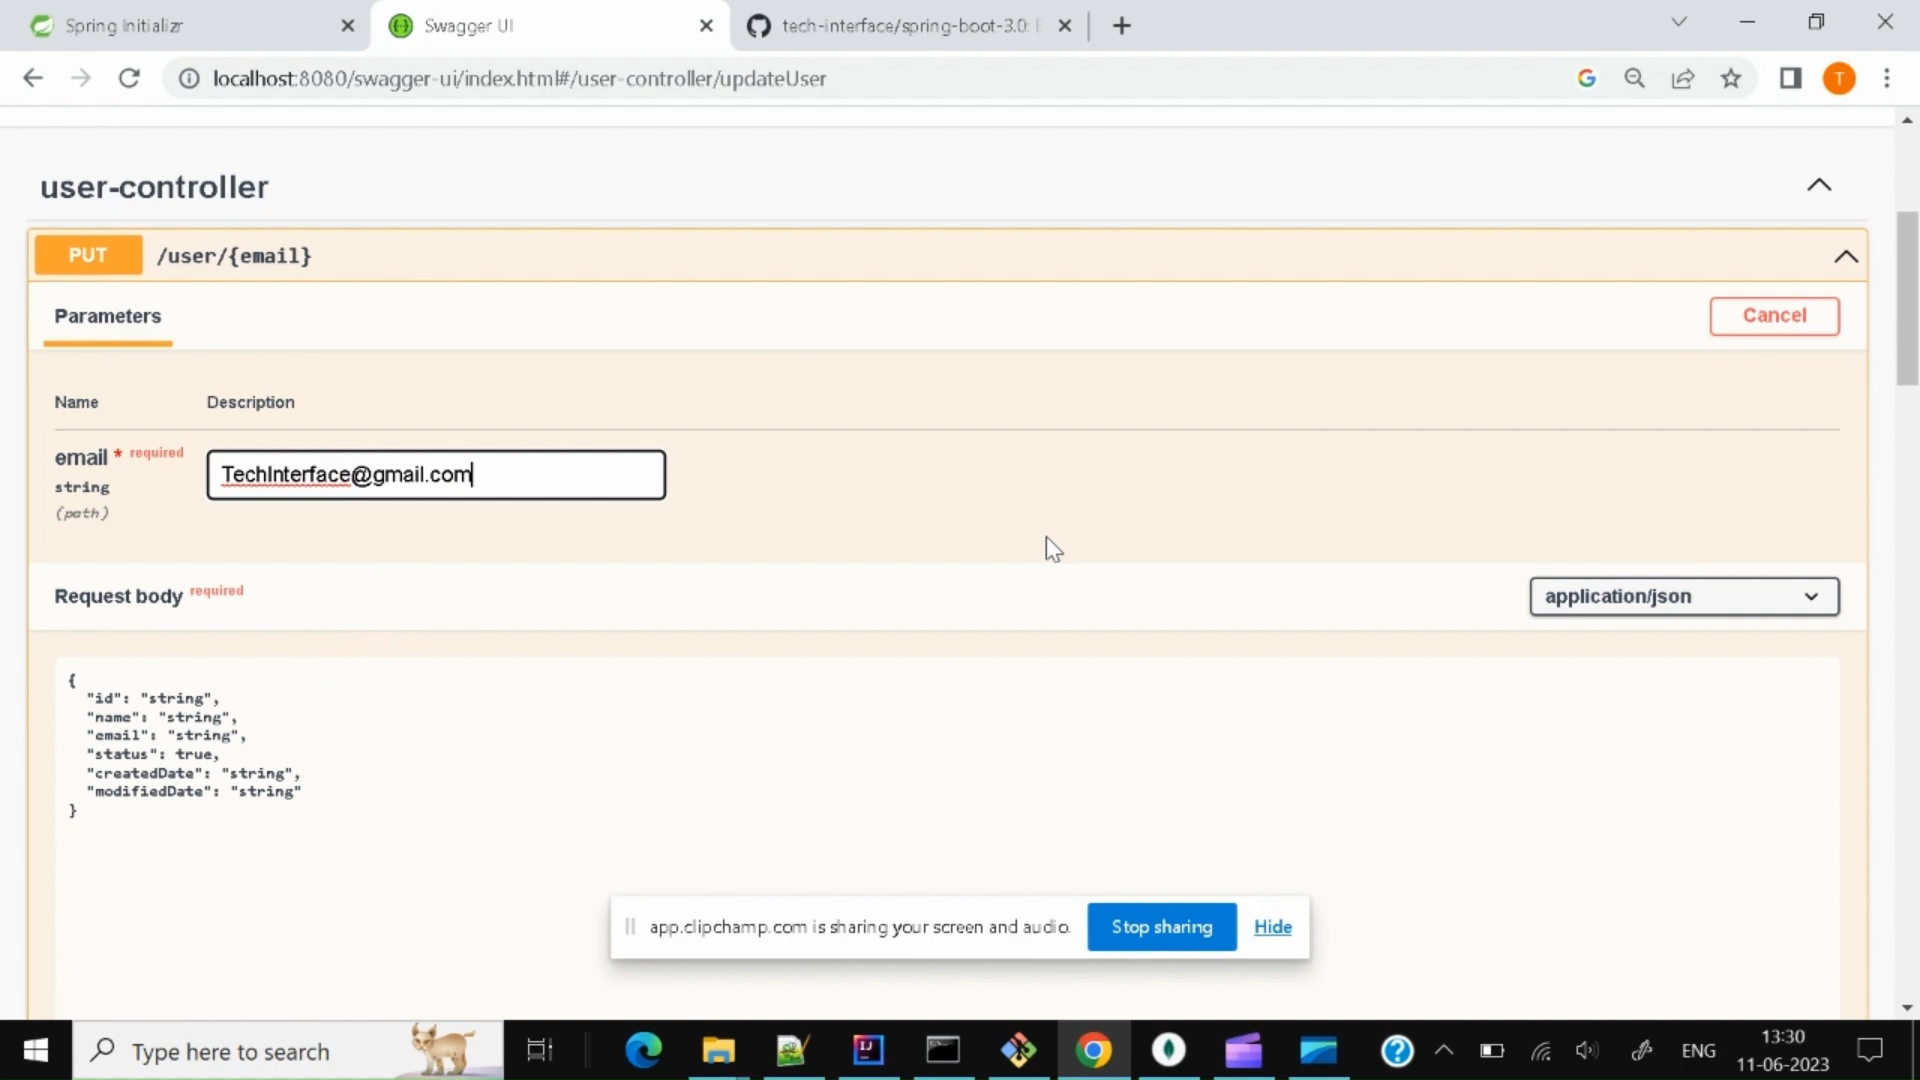 Spring Initializr
Swagger UI
tech-interface/spring-boot-3.0: E
localhost:8080/swagger-ui/index.html#/user-controller/updateUser
T
user-controller
PUT /user/{email}
Parameters
Cancel
Name Description
email * required
string
(path)
TechInterface@gmail.com
Request body required
application/json
{
"id": "string",
"name": "string",
"email": "string",
"status": true,
"createdDate": "string",
"modifiedDate": "string"
}
app.clipchamp.com is sharing your screen and audio.
Stop sharing
Hide
Type here to search
ENG
13:30
11-06-2023